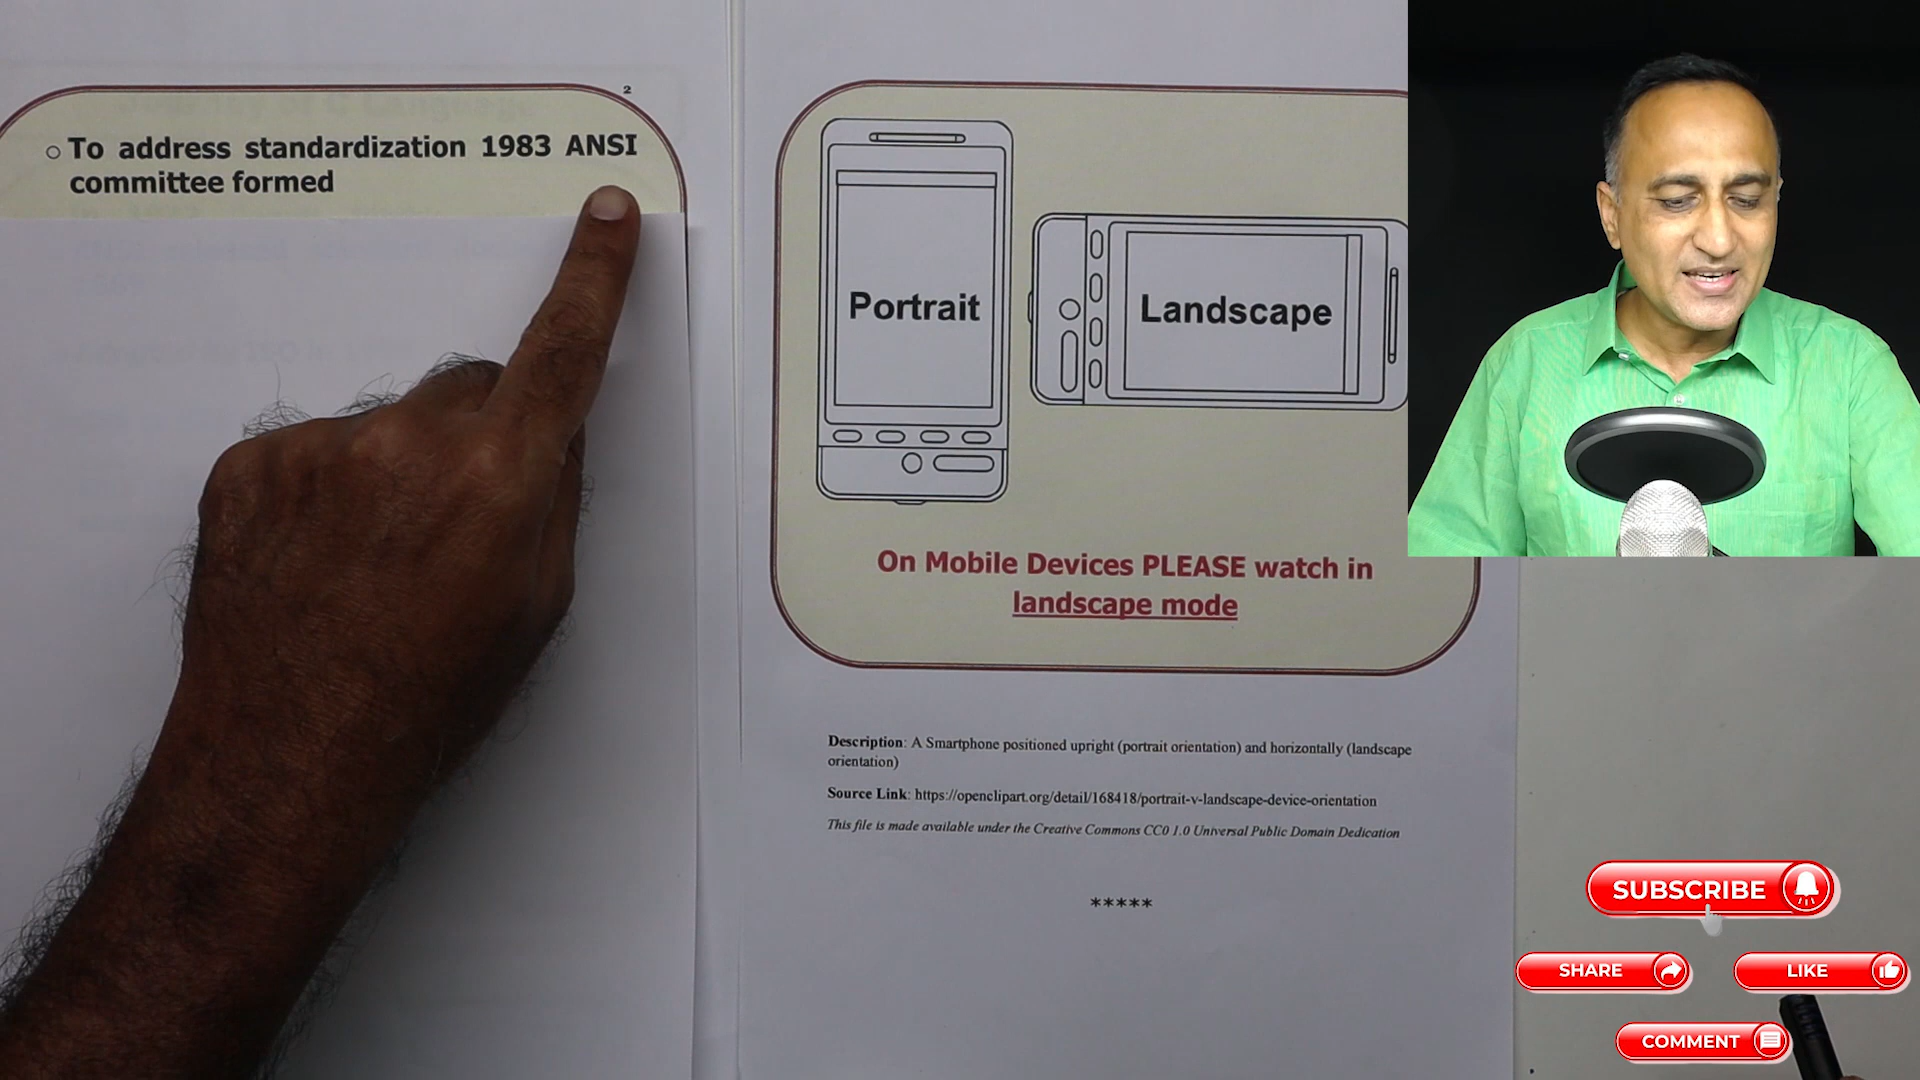 2
To address standardization 1983 ANSI
committee formed
Portrait
Landscape
On Mobile Devices PLEASE watch in
landscape mode
Description: A Smartphone positioned upright (portrait orientation) and horizontally (landscape
orientation)
Source Link: https://openclipart.org/detail/168418/portrait-v-landscape-device-orientation
This file is made available under the Creative Commons CC0 1.0 Universal Public Domain Dedication
*****
SUBSCRIBE
SHARE
LIKE
COMMENT